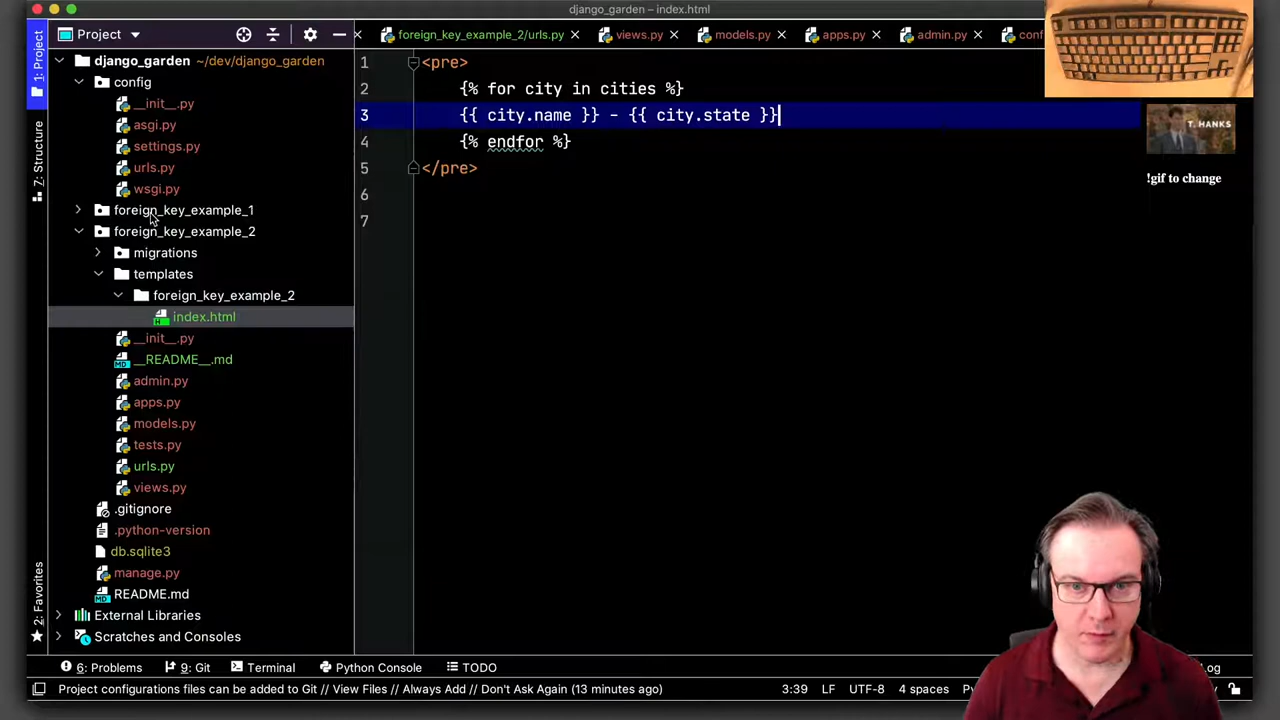 django_garden – index.html
Project
foreign_key_example_2/urls.py
views.py
models.py
apps.py
admin.py
1: Project
7: Structure
2: Favorites
django_garden ~/dev/django_garden
config
__init__.py
asgi.py
settings.py
urls.py
wsgi.py
foreign_key_example_1
foreign_key_example_2
migrations
templates
foreign_key_example_2
index.html
__init__.py
__README__.md
admin.py
apps.py
models.py
tests.py
urls.py
views.py
.gitignore
.python-version
db.sqlite3
manage.py
README.md
External Libraries
Scratches and Consoles
1 <pre>
2 {% for city in cities %}
3 {{ city.name }} - {{ city.state }}
4 {% endfor %}
5 </pre>
6
7
T. HANKS
!gif to change
6: Problems
9: Git
Terminal
Python Console
TODO
Project configurations files can be added to Git // View Files // Always Add // Don't Ask Again (13 minutes ago)
3:39
LF
UTF-8
4 spaces